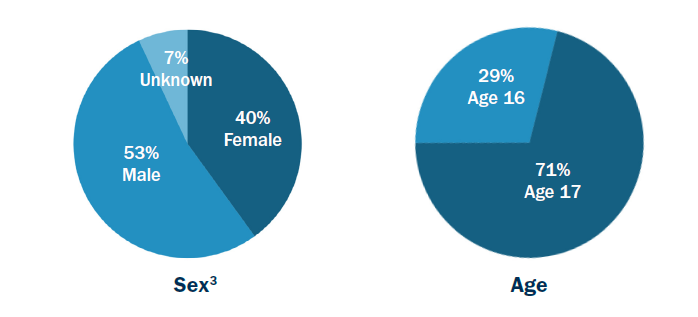 7%
Unknown
40%
Female
53%
Male
Sex³
29%
Age 16
71%
Age 17
Age